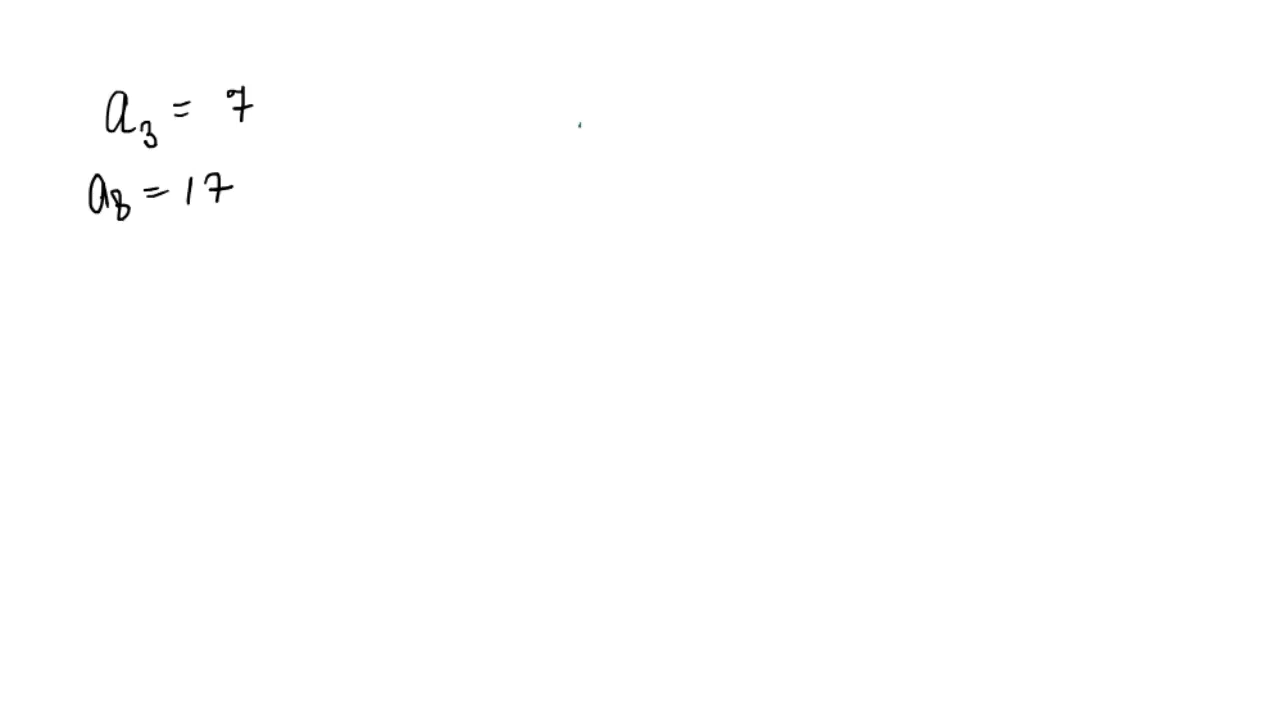 a₃ = 7
a₈ = 17